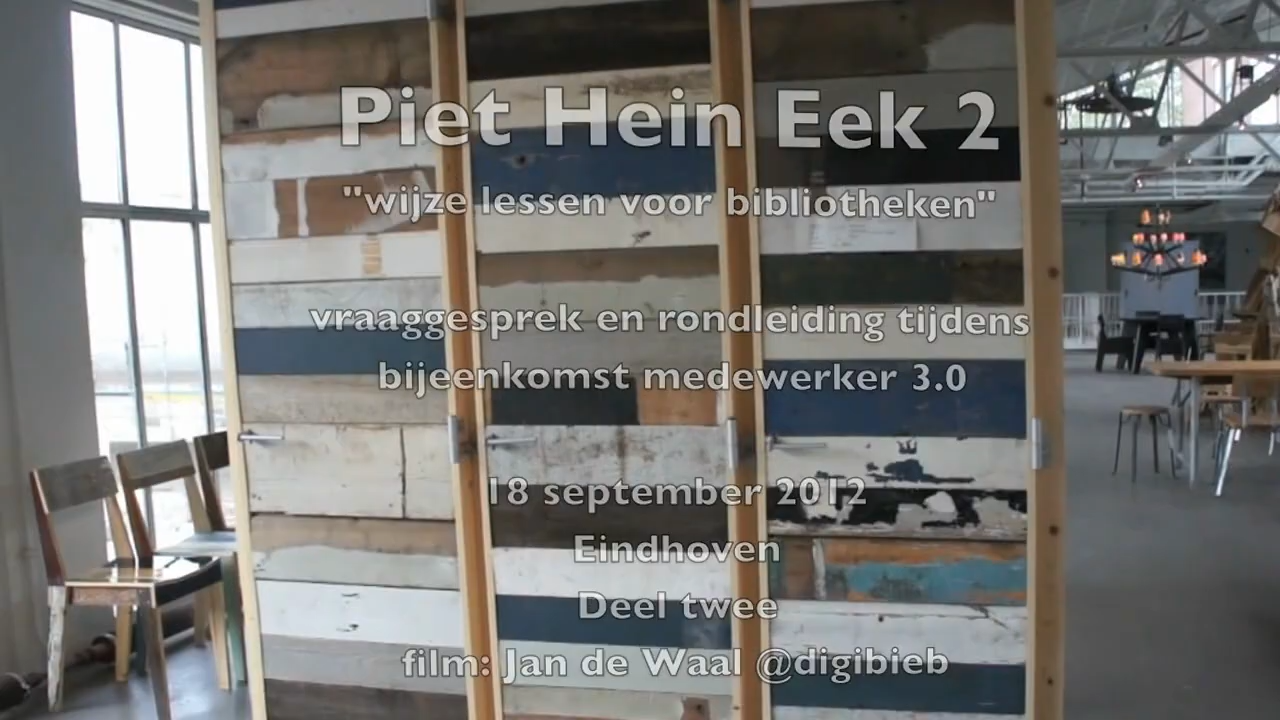 Piet Hein Eek 2
"wijze lessen voor bibliotheken"
vraaggesprek en rondleiding tijdens
bijeenkomst medewerker 3.0
18 september 2012
Eindhoven
Deel twee
film: Jan de Waal @digibieb